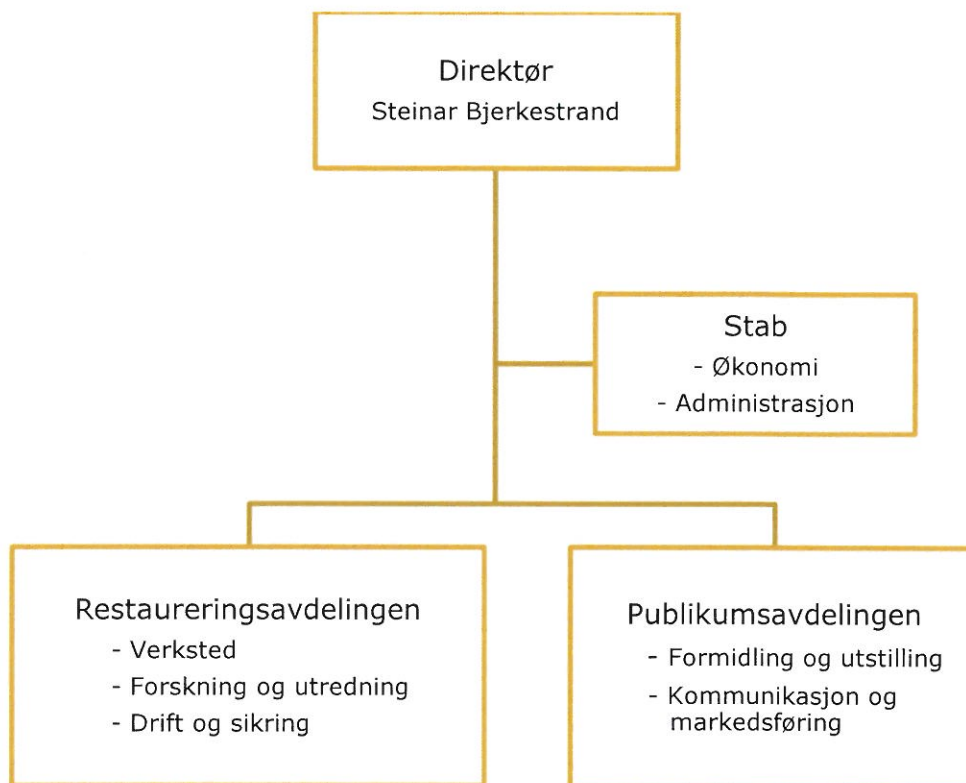 Direktør
Steinar Bjerkestrand
Stab
- Økonomi
- Administrasjon
Restaureringsavdelingen
- Verksted
- Forskning og utredning
- Drift og sikring
Publikumsavdelingen
- Formidling og utstilling
- Kommunikasjon og
markedsføring